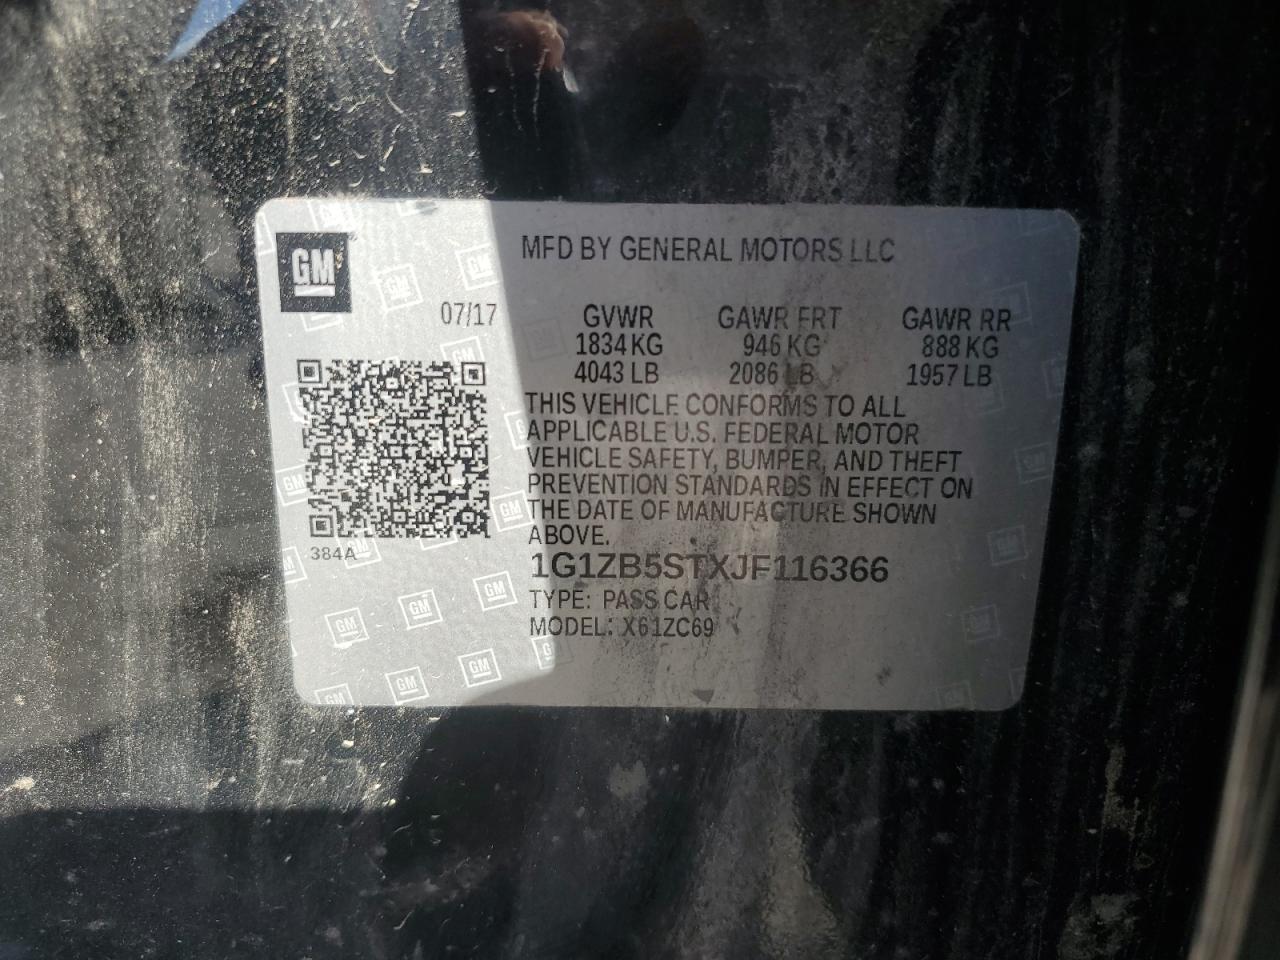 GM
MFD BY GENERAL MOTORS LLC
07/17
GVWR GAWR FRT GAWR RR
1834 KG 946 KG 888 KG
4043 LB 2086 LB 1957 LB
THIS VEHICLE CONFORMS TO ALL
APPLICABLE U.S. FEDERAL MOTOR
VEHICLE SAFETY, BUMPER, AND THEFT
PREVENTION STANDARDS IN EFFECT ON
THE DATE OF MANUFACTURE SHOWN
ABOVE.
384A
1G1ZB5STXJF116366
TYPE: PASS CAR
MODEL: X61ZC69